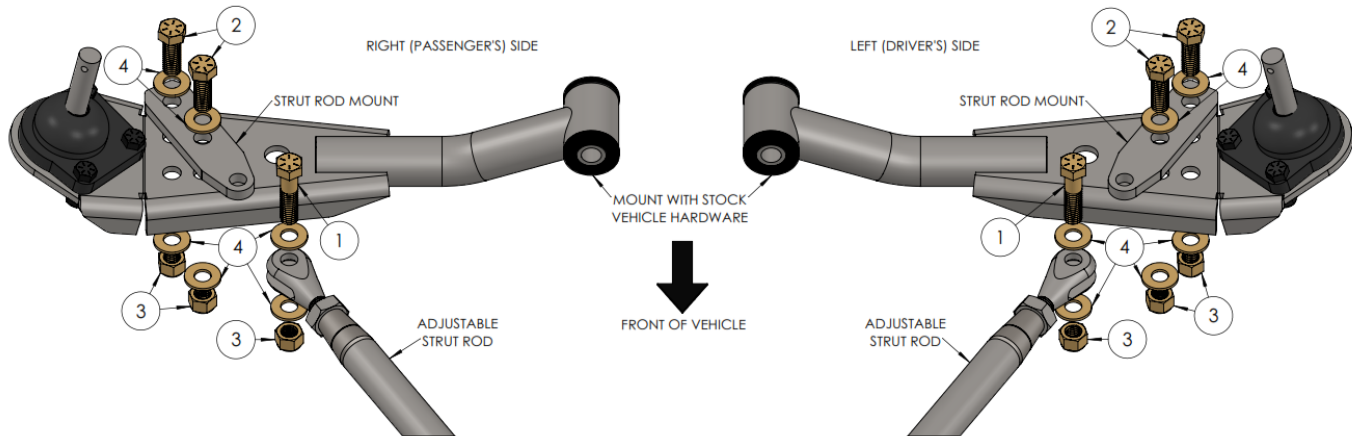 2
RIGHT (PASSENGER'S) SIDE
4
STRUT ROD MOUNT
1
4
3
3
ADJUSTABLE
STRUT ROD
MOUNT WITH STOCK
VEHICLE HARDWARE
FRONT OF VEHICLE
LEFT (DRIVER'S) SIDE
2
4
STRUT ROD MOUNT
1
4
3
3
ADJUSTABLE
STRUT ROD